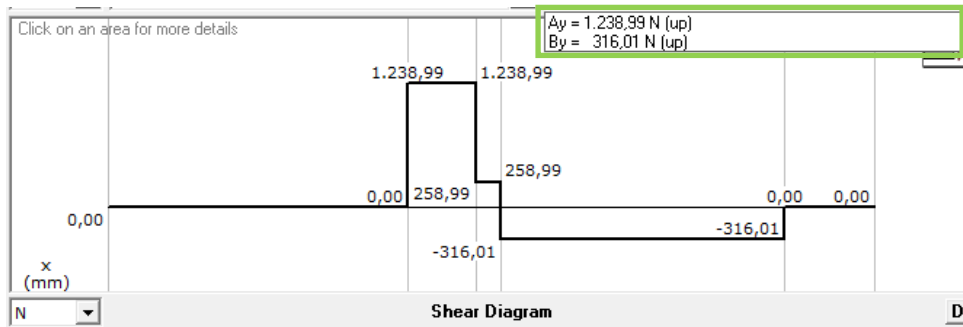 Click on an area for more details
Ay = 1.238,99 N (up)
By = 316,01 N (up)
1.238,99 1.238,99
258,99
0,00 258,99 0,00 0,00
0,00
-316,01
-316,01
x
(mm)
N Shear Diagram D